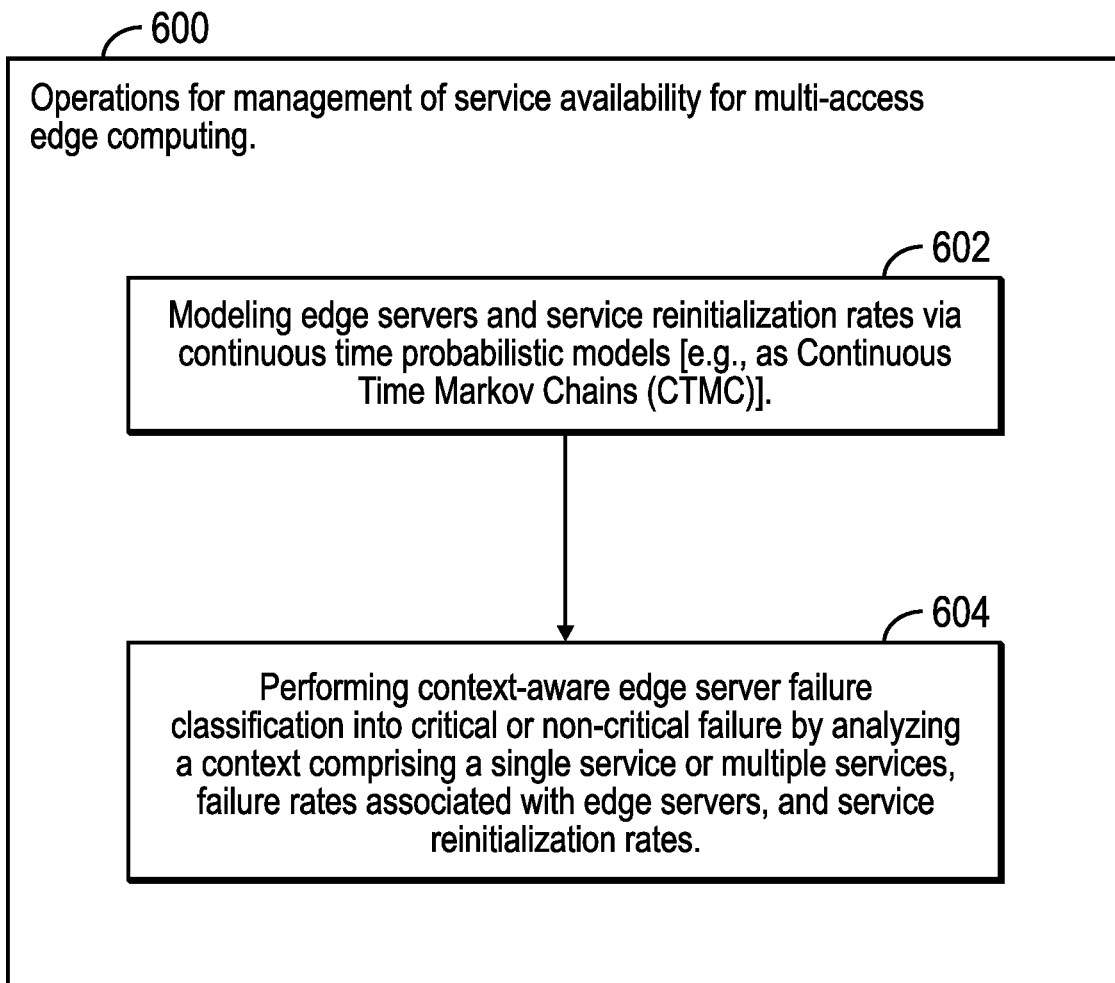 600
Operations for management of service availability for multi-access
edge computing.
602
Modeling edge servers and service reinitialization rates via
continuous time probabilistic models [e.g., as Continuous
Time Markov Chains (CTMC)].
604
Performing context-aware edge server failure
classification into critical or non-critical failure by analyzing
a context comprising a single service or multiple services,
failure rates associated with edge servers, and service
reinitialization rates.